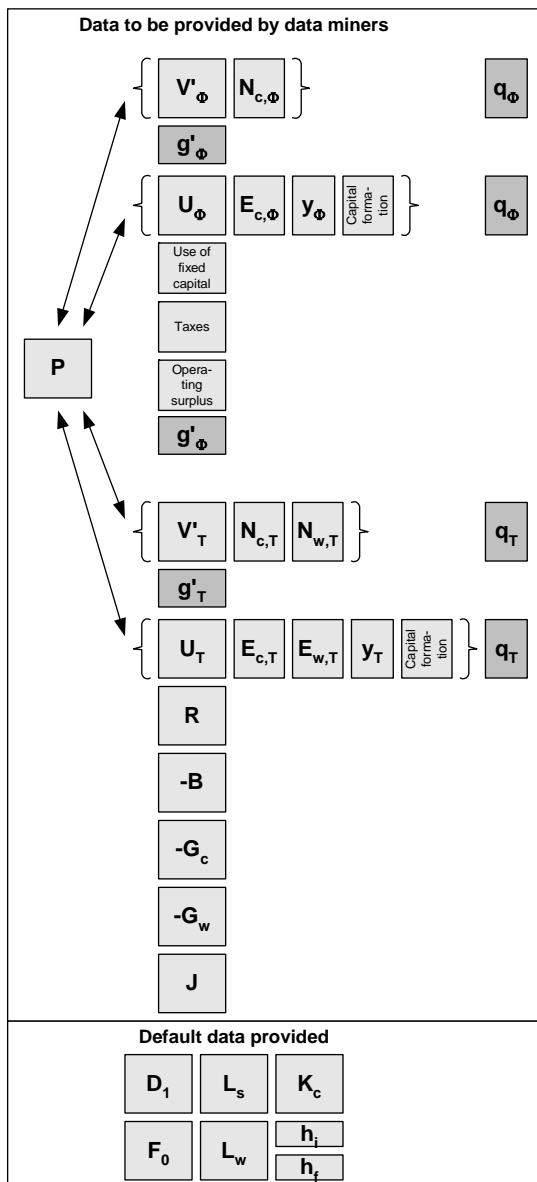 Data to be provided by data miners
V'Φ Nc,Φ qΦ
g'Φ
UΦ Ec,Φ yΦ Capital forma- tion qΦ
Use of
fixed
capital
Taxes
P
Opera-
ting
surplus
g'Φ
V'T Nc,T Nw,T qT
g'T
UT Ec,T Ew,T yT Capital forma- tion qT
R
-B
-Gc
-Gw
J
Default data provided
D1 Ls Kc
F0 Lw hi
hf